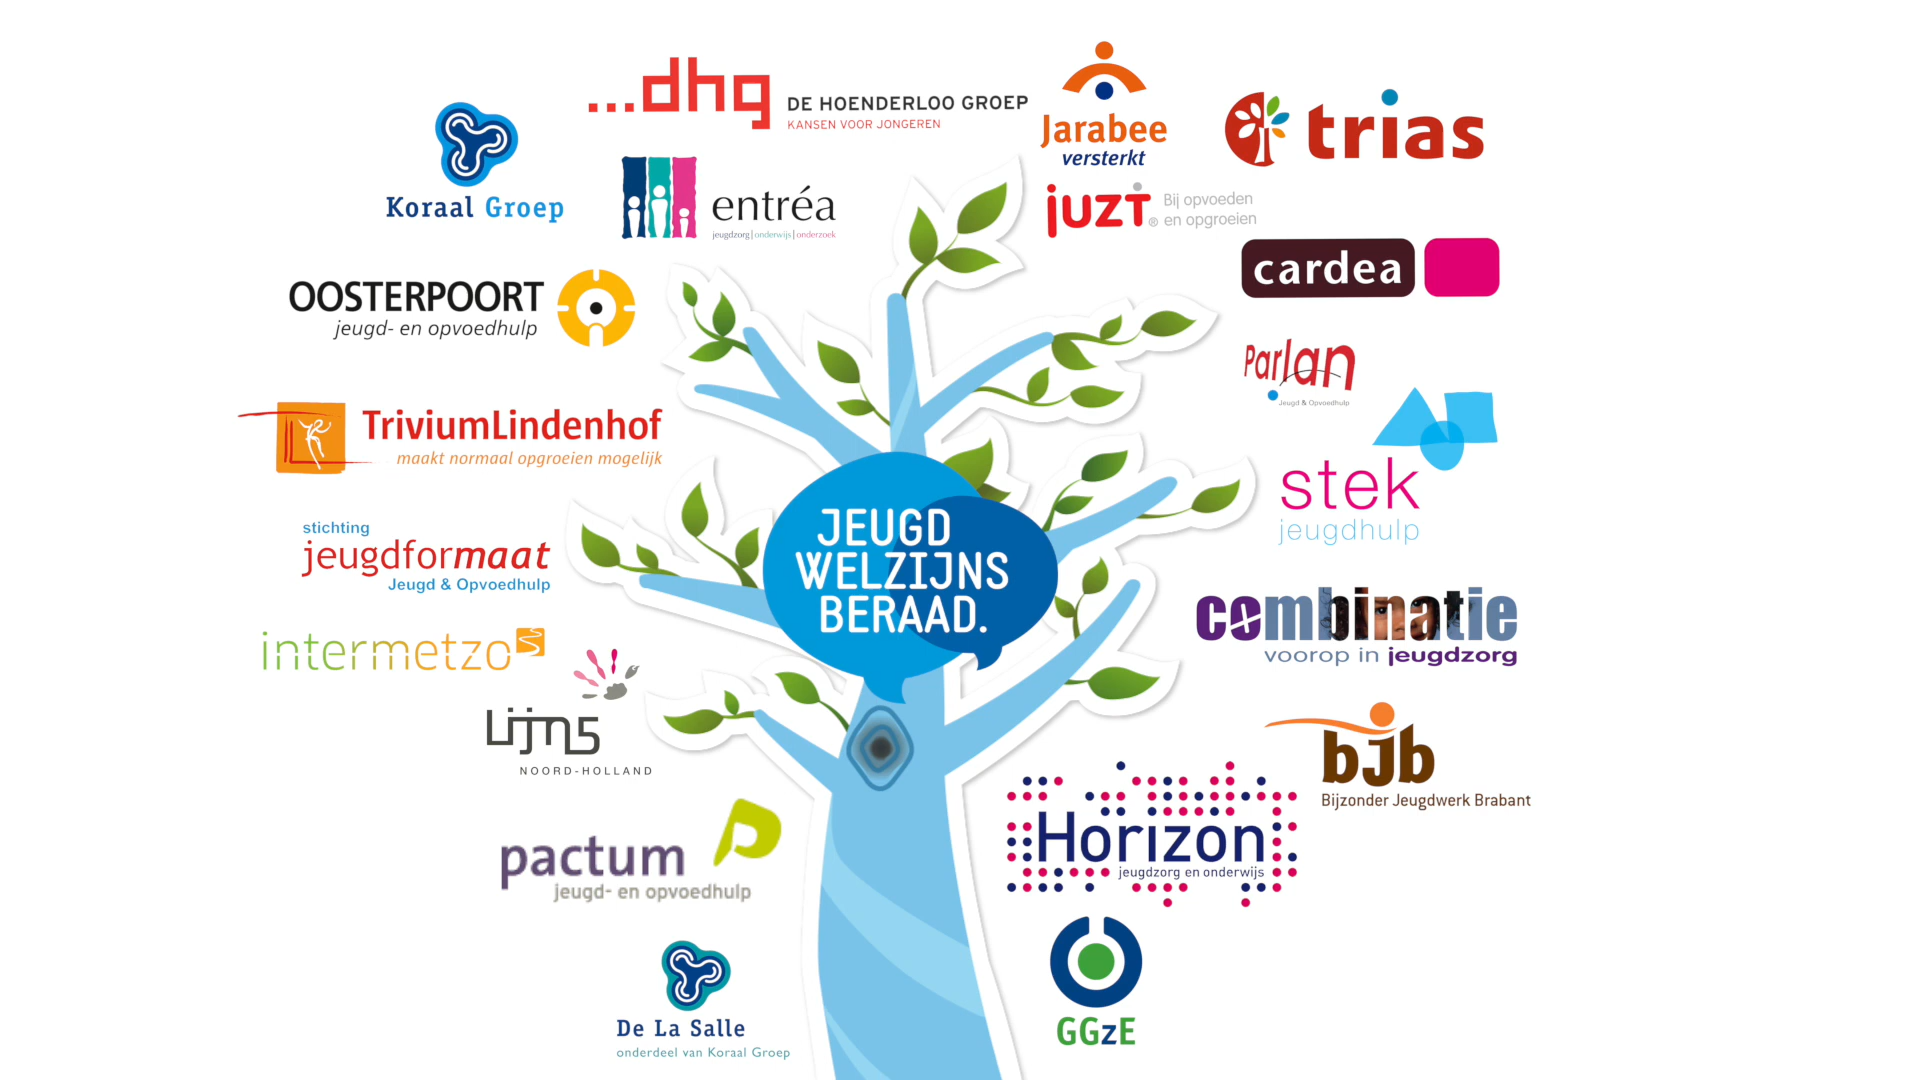 ...dhg
DE HOENDERLOO GROEP
KANSEN VOOR JONGEREN
Koraal Groep
entréa
jeugdzorg | onderwijs | onderzoek
Jarabee
versterkt
trias
juzt®
Bij opvoeden
en opgroeien
cardea
OOSTERPOORT
jeugd- en opvoedhulp
Parlan
Jeugd & Opvoedhulp
TriviumLindenhof
maakt normaal opgroeien mogelijk
stek
jeugdhulp
stichting
jeugdformaat
Jeugd & Opvoedhulp
JEUGD
WELZIJNS
BERAAD.
combinatie
voorop in jeugdzorg
intermetzo
Lijn5
NOORD-HOLLAND
bjb
Bijzonder Jeugdwerk Brabant
pactum
jeugd- en opvoedhulp
Horizon
jeugdzorg en onderwijs
De La Salle
onderdeel van Koraal Groep
GGzE